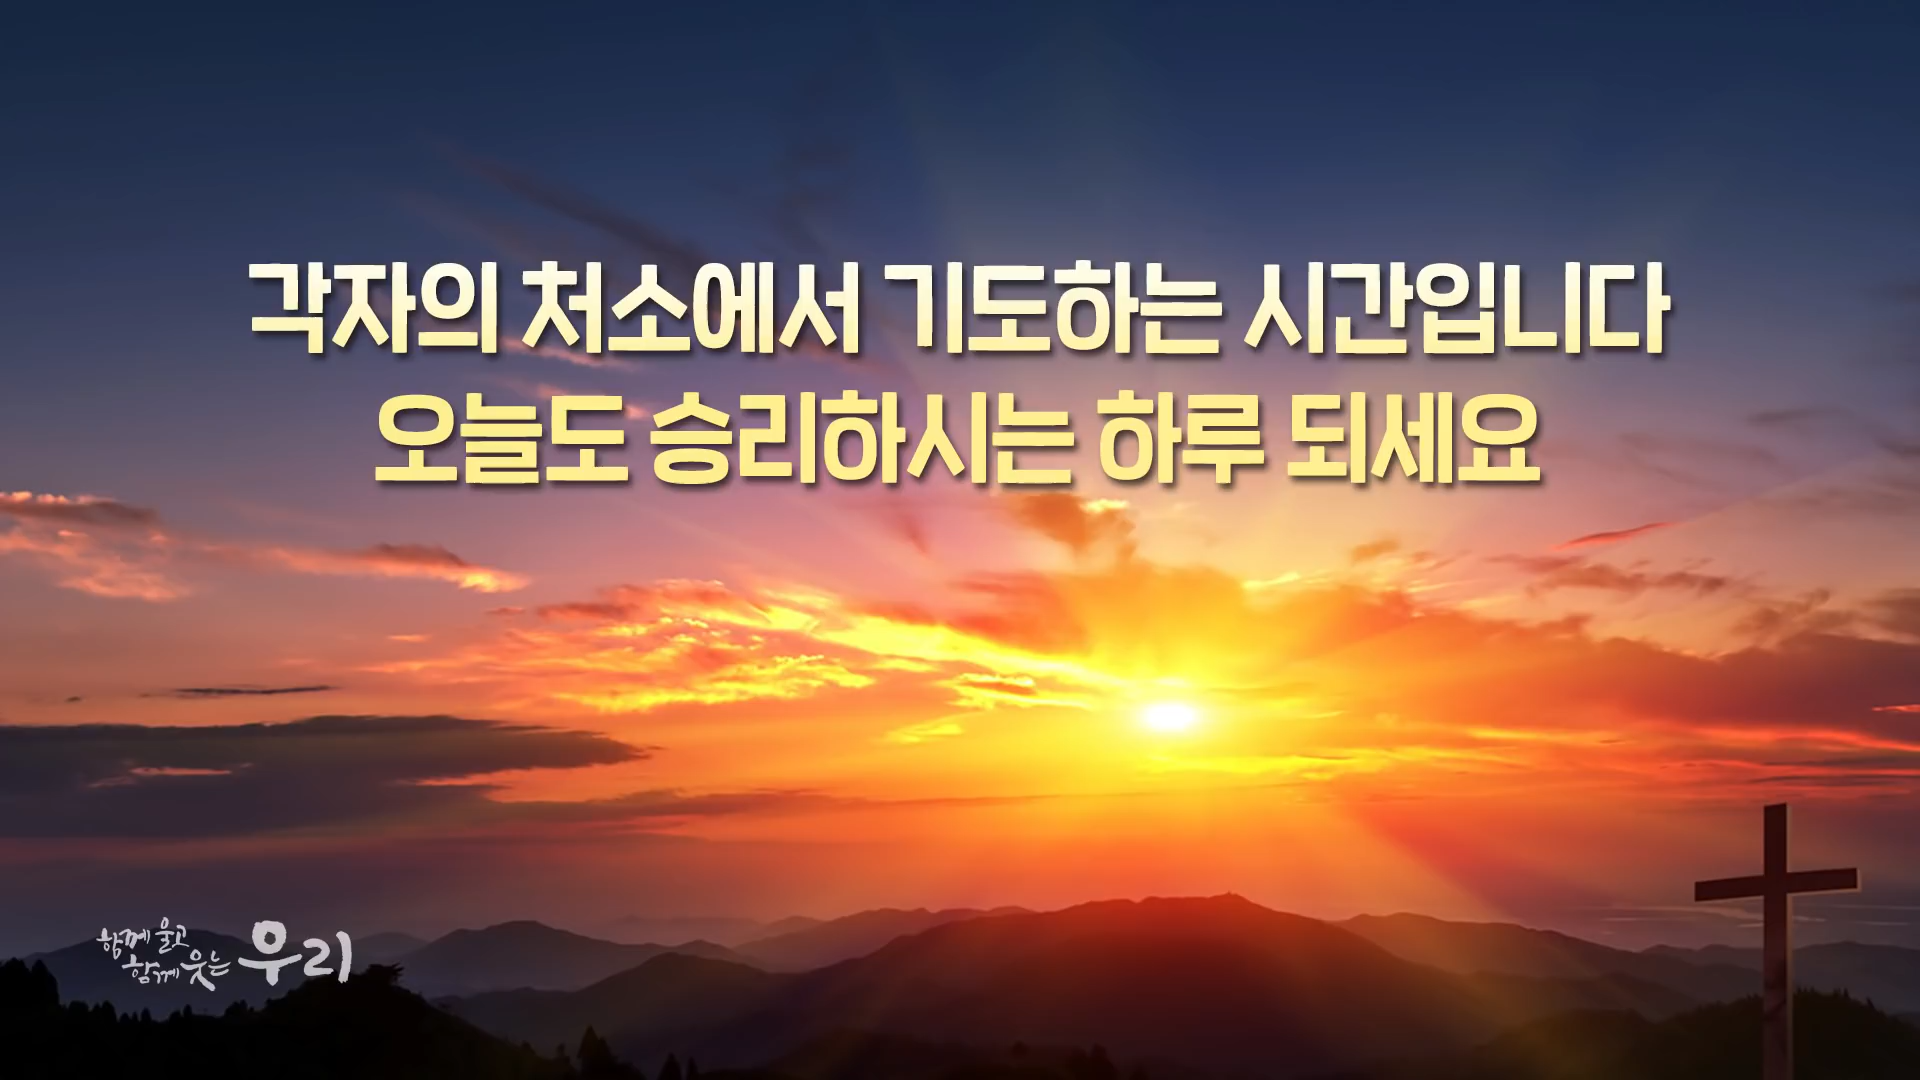 각자의 처소에서 기도하는 시간입니다
오늘도 승리하시는 하루 되세요
함께 울고
함께 웃는 우리